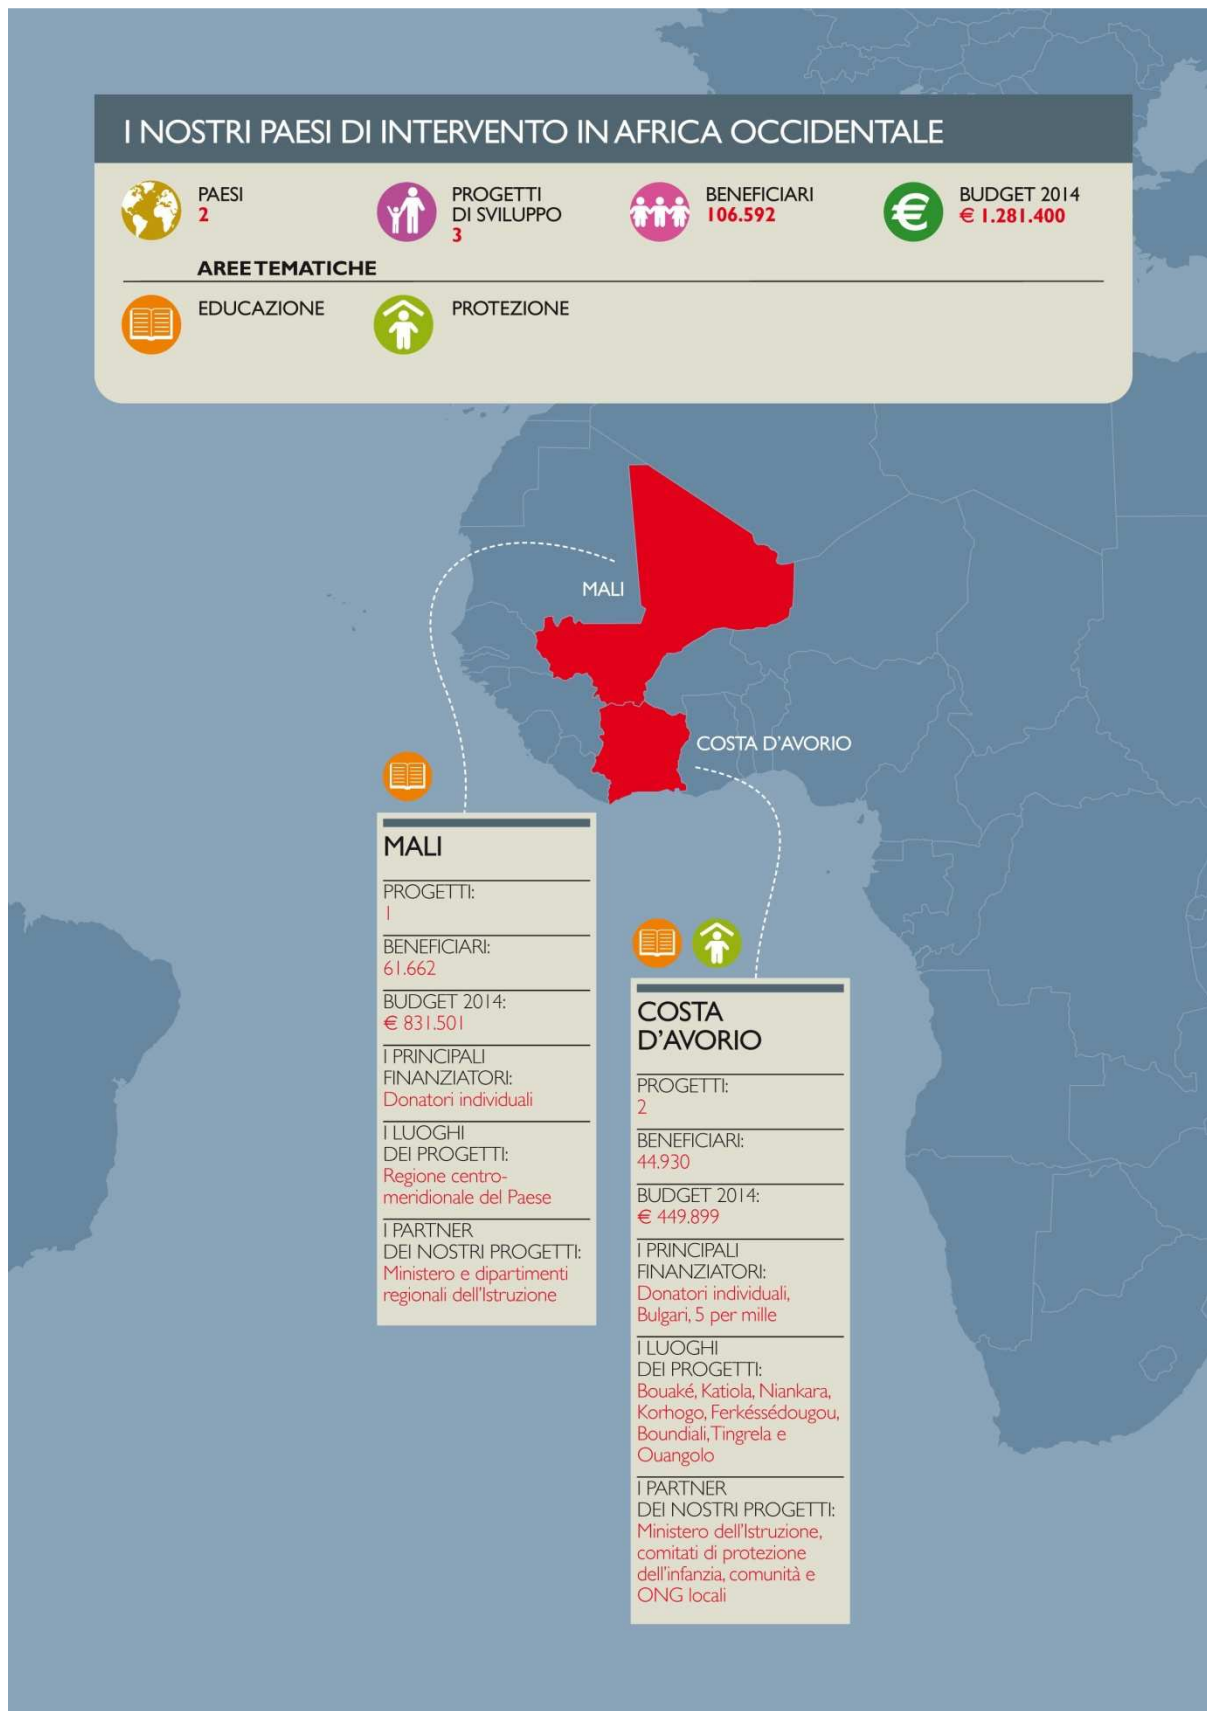 I NOSTRI PAESI DI INTERVENTO IN AFRICA OCCIDENTALE
PAESI
2
PROGETTI
DI SVILUPPO
3
BENEFICIARI
106.592
BUDGET 2014
€ 1.281.400
AREE TEMATICHE
EDUCAZIONE
PROTEZIONE
MALI
COSTA D'AVORIO
MALI
PROGETTI:
1
BENEFICIARI:
61.662
BUDGET 2014:
€ 831.501
I PRINCIPALI
FINANZIATORI:
Donatori individuali
I LUOGHI
DEI PROGETTI:
Regione centro-
meridionale del Paese
I PARTNER
DEI NOSTRI PROGETTI:
Ministero e dipartimenti
regionali dell'Istruzione
COSTA
D'AVORIO
PROGETTI:
2
BENEFICIARI:
44.930
BUDGET 2014:
€ 449.899
I PRINCIPALI
FINANZIATORI:
Donatori individuali,
Bulgari, 5 per mille
I LUOGHI
DEI PROGETTI:
Bouaké, Katiola, Niankara,
Korhogo, Ferkéssédougou,
Boundiali, Tingrela e
Ouangolo
I PARTNER
DEI NOSTRI PROGETTI:
Ministero dell'Istruzione,
comitati di protezione
dell'infanzia, comunità e
ONG locali